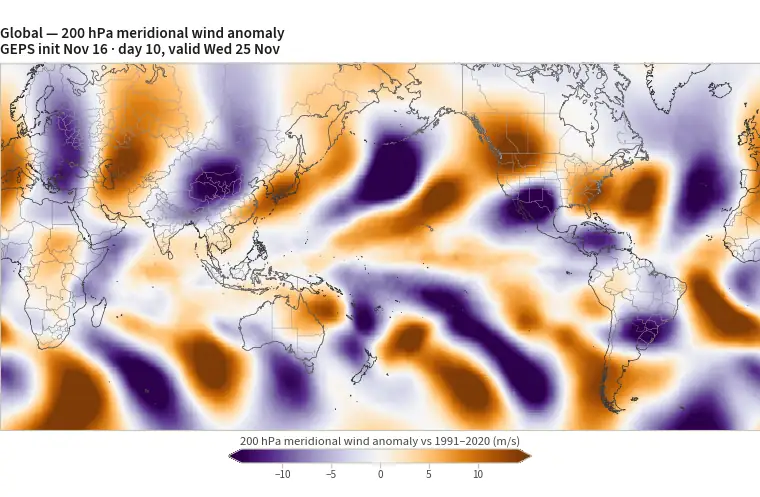 Global — 200 hPa meridional wind anomaly
GEPS init Nov 16 · day 10, valid Wed 25 Nov
200 hPa meridional wind anomaly vs 1991–2020 (m/s)
−10 −5 0 5 10